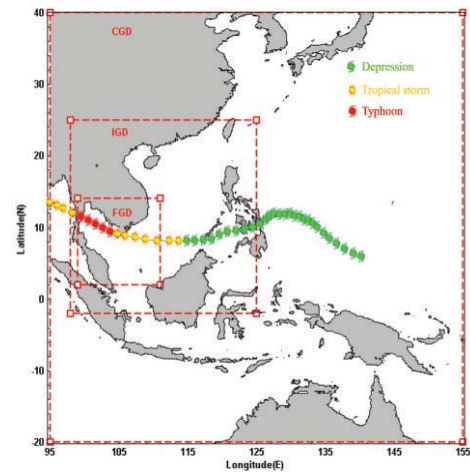 40
CGD
Depression
Tropical storm
Typhoon
30
IGD
20
FGD
10
Latitude(N)
0
-10
-20
95 105 115 125 135 145 155
Longitude(E)